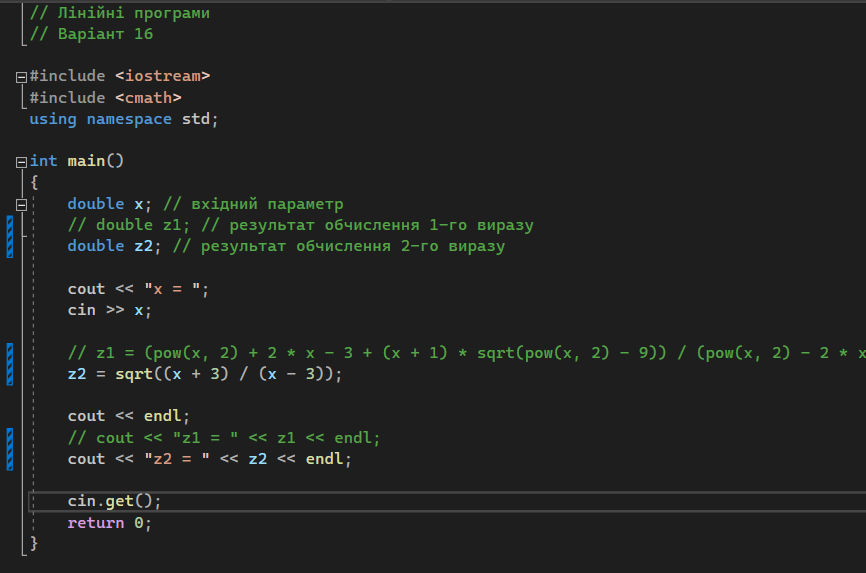 // Лінійні програми
// Варіант 16
#include <iostream>
#include <cmath>
using namespace std;
int main()
{
double x; // вхідний параметр
// double z1; // результат обчислення 1-го виразу
double z2; // результат обчислення 2-го виразу
cout << "x = ";
cin >> x;
// z1 = (pow(x, 2) + 2 * x - 3 + (x + 1) * sqrt(pow(x, 2) - 9)) / (pow(x, 2) - 2 * x
z2 = sqrt((x + 3) / (x - 3));
cout << endl;
// cout << "z1 = " << z1 << endl;
cout << "z2 = " << z2 << endl;
cin.get();
return 0;
}